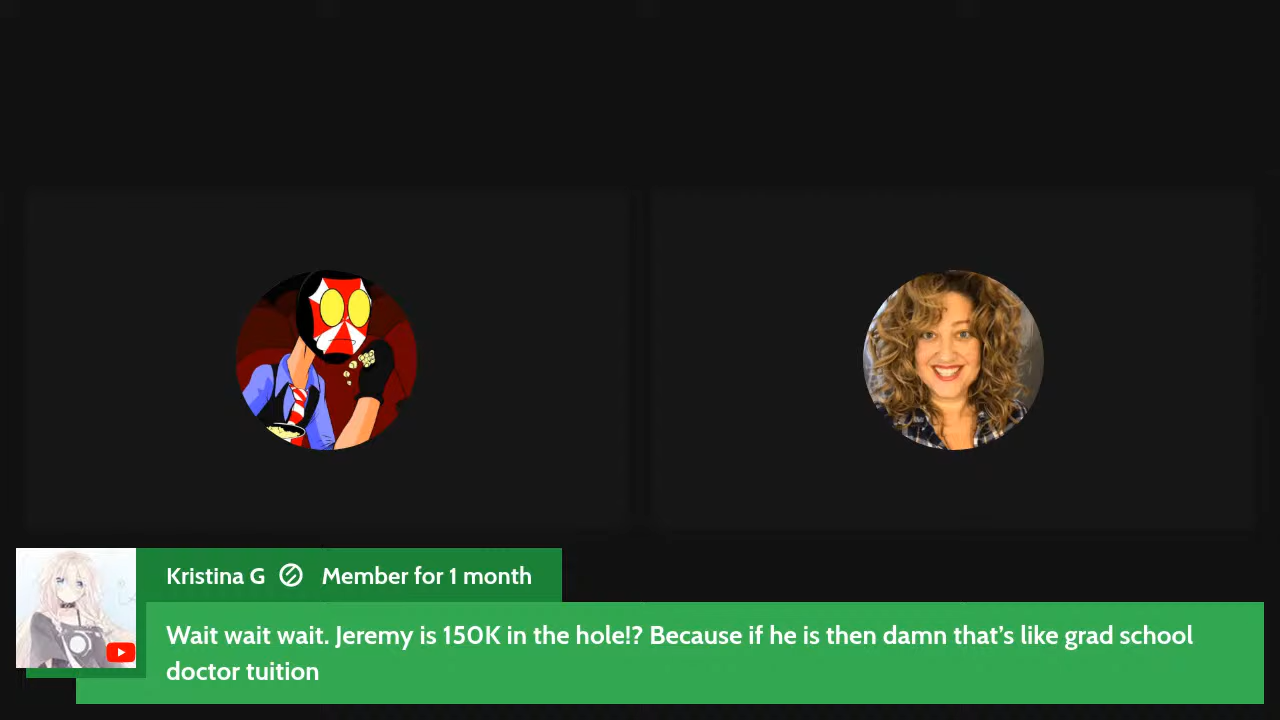 Kristina G Member for 1 month
Wait wait wait. Jeremy is 150K in the hole!? Because if he is then damn that's like grad school
doctor tuition